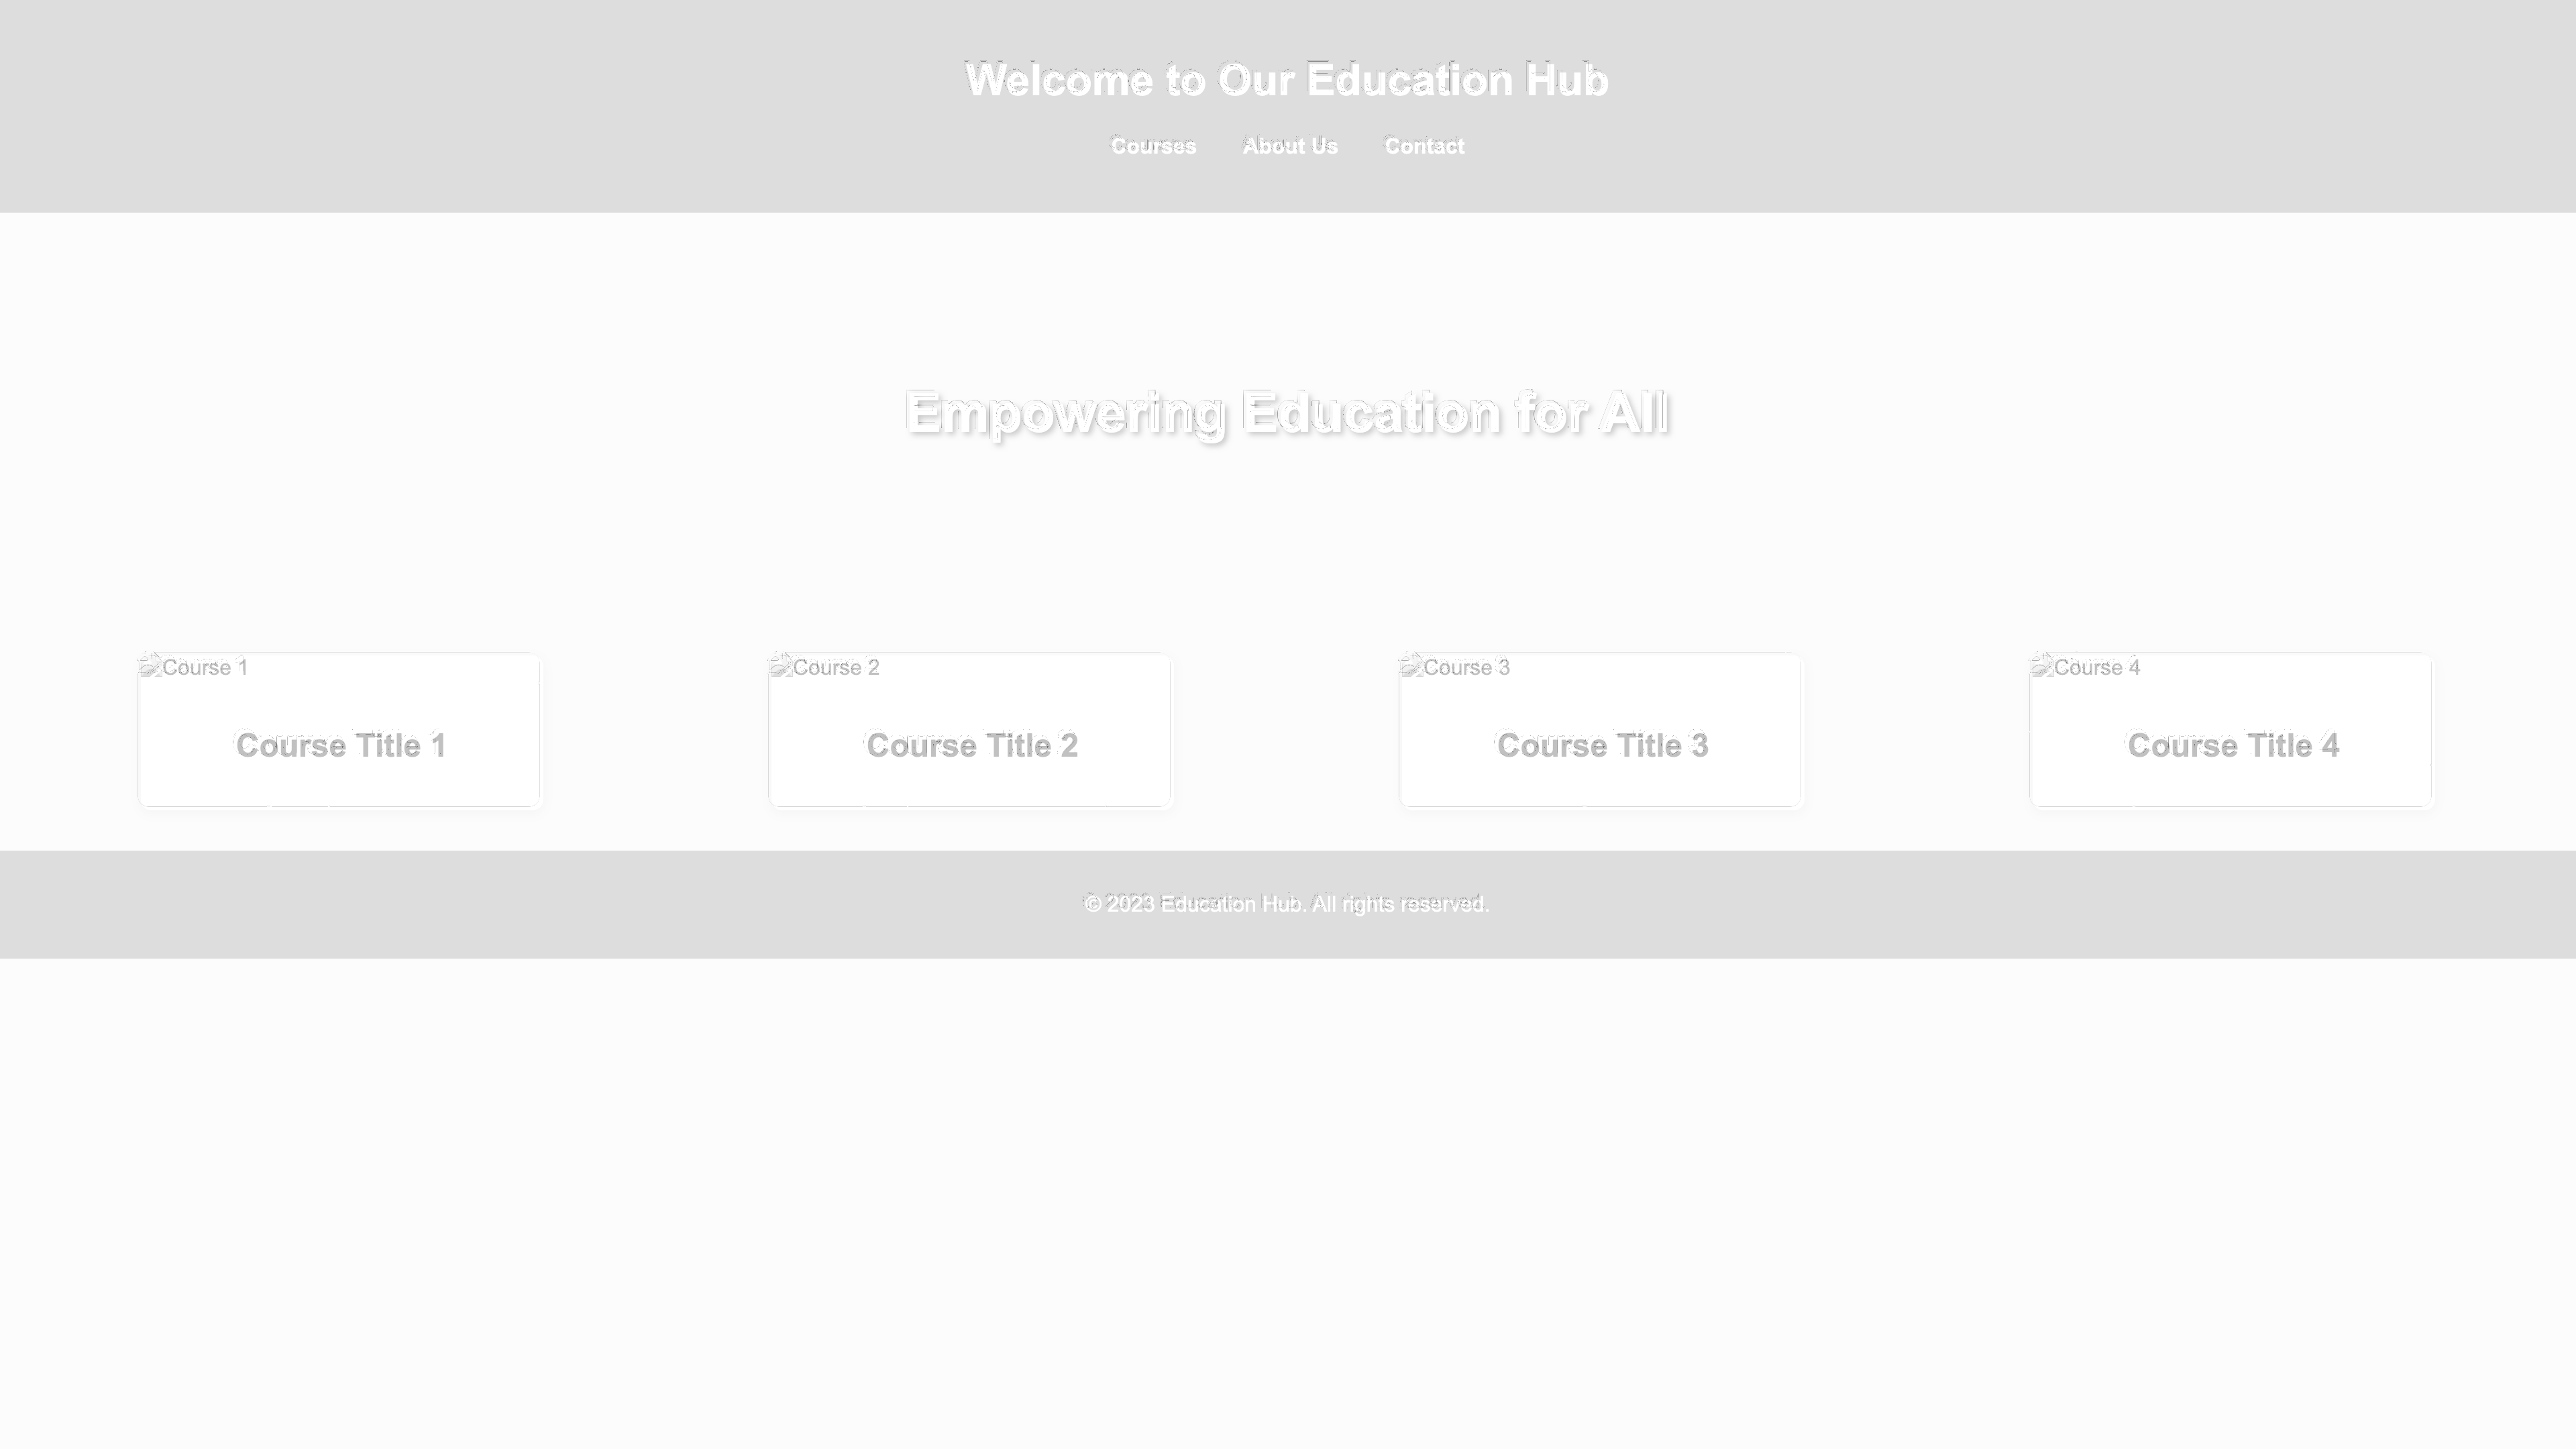 Welcome to Our Education Hub
Courses About Us Contact
Empowering Education for All
Course 1 Course 2 Course 3 Course 4
Course Title 1 Course Title 2 Course Title 3 Course Title 4
© 2023 Education Hub. All rights reserved.